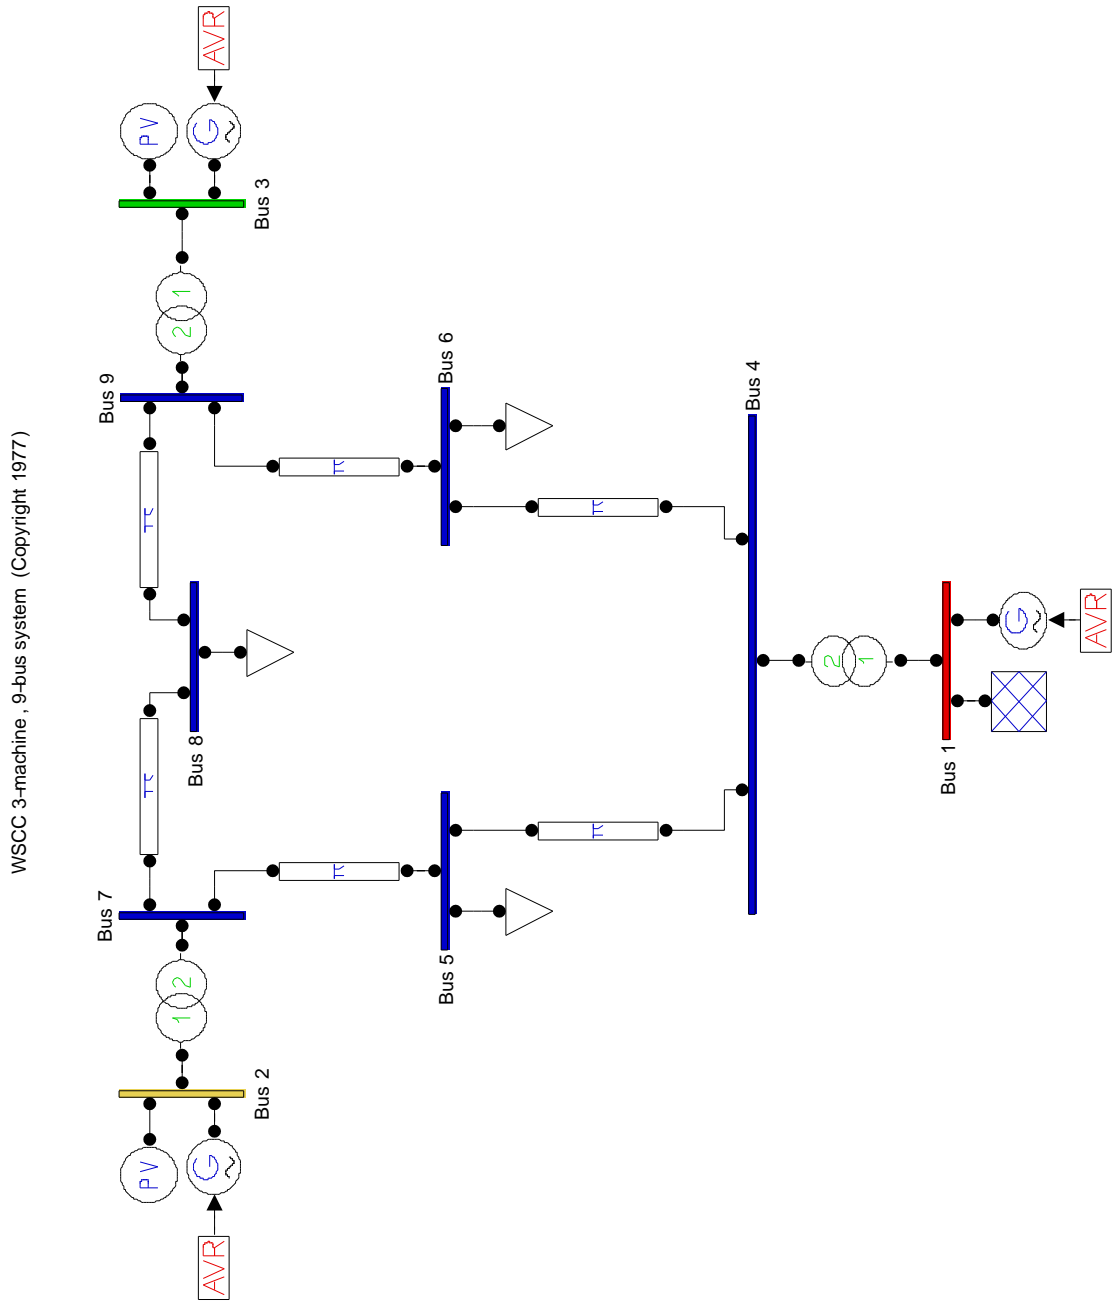 WSCC 3-machine , 9-bus system (Copyright 1977)
AVR
PV
G
Bus 3
1
2
Bus 9
Bus 6
Bus 4
π
π
π
Bus 8
π
2
1
Bus 1
G
AVR
Bus 7
π
π
Bus 5
2
1
Bus 2
PV
G
AVR